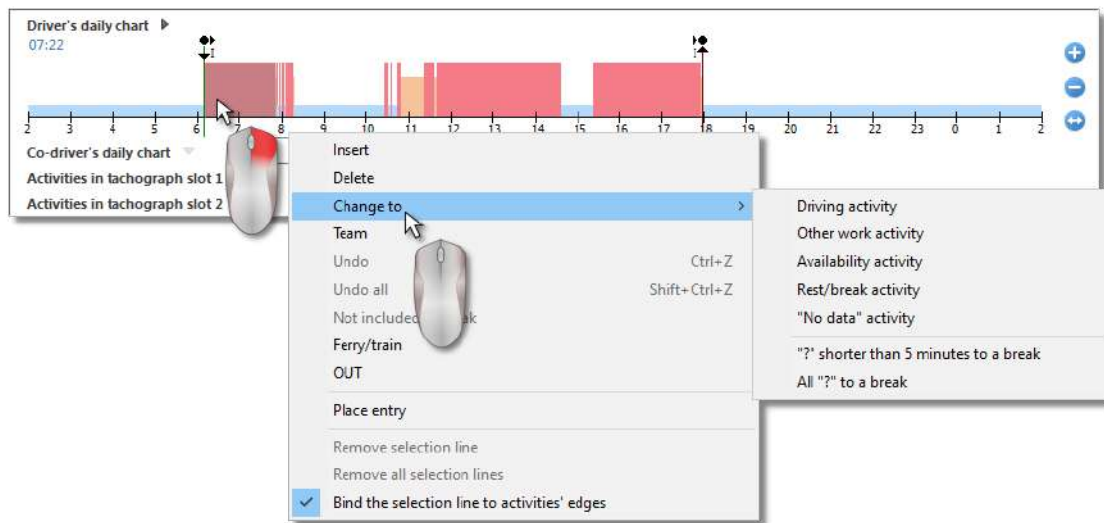 Driver's daily chart
07:22
2 3 4 5 6 7 8 9 10 11 12 13 14 15 16 17 18 19 20 21 22 23 0 1 2
Co-driver's daily chart
Activities in tachograph slot 1
Activities in tachograph slot 2
Insert
Delete
Change to
Team
Undo Ctrl+Z
Undo all Shift+Ctrl+Z
Not included
Ferry/train
OUT
Place entry
Remove selection line
Remove all selection lines
Bind the selection line to activities' edges
Driving activity
Other work activity
Availability activity
Rest/break activity
"No data" activity
"?' shorter than 5 minutes to a break
All "?" to a break